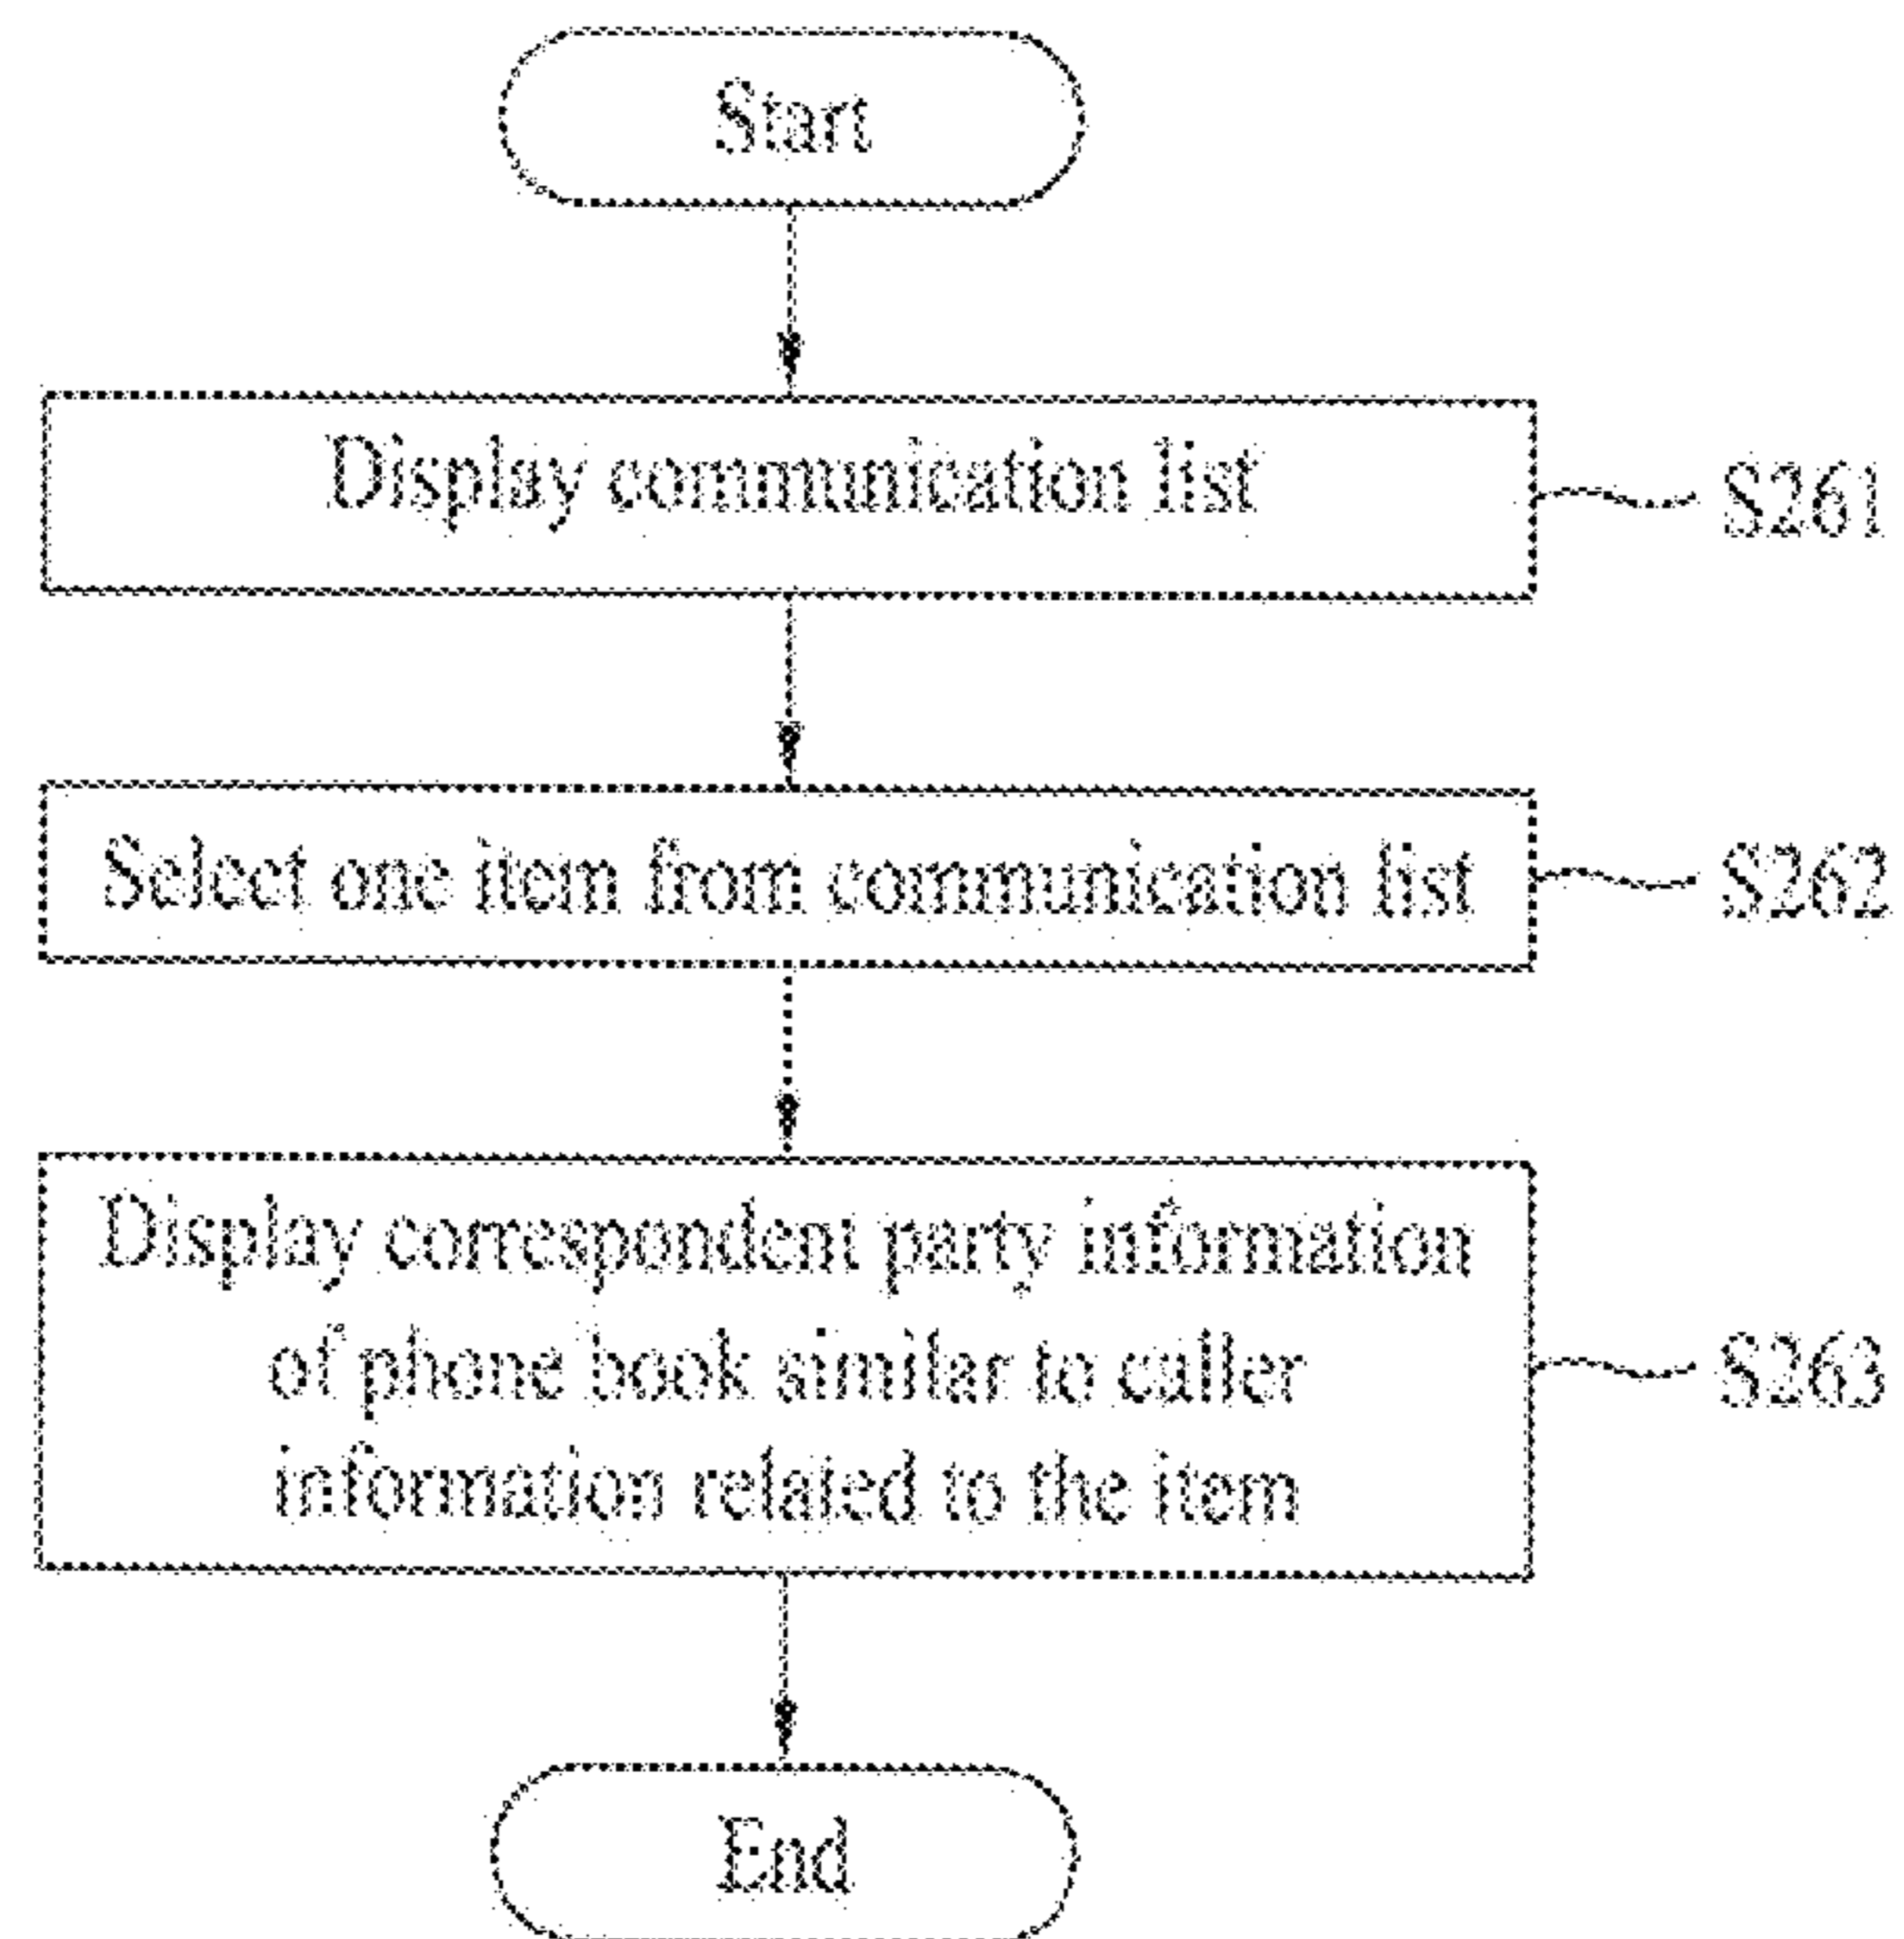 Start
Display communication list
S261
Select one item from communication list
S262
Display correspondent party information
of phone book similar to caller
information related to the item
S263
End